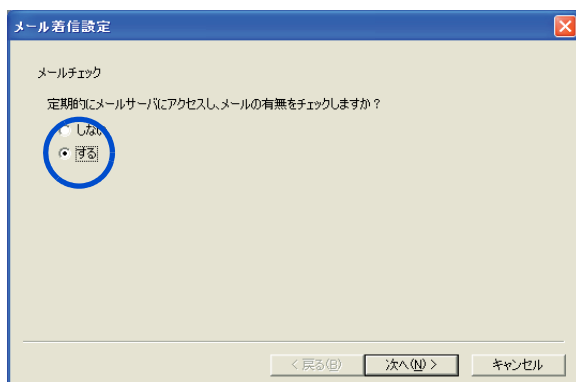 メール着信設定
メールチェック
定期的にメールサーバにアクセスし、メールの有無をチェックしますか？
しない
する
< 戻る(B)
次へ(N) >
キャンセル